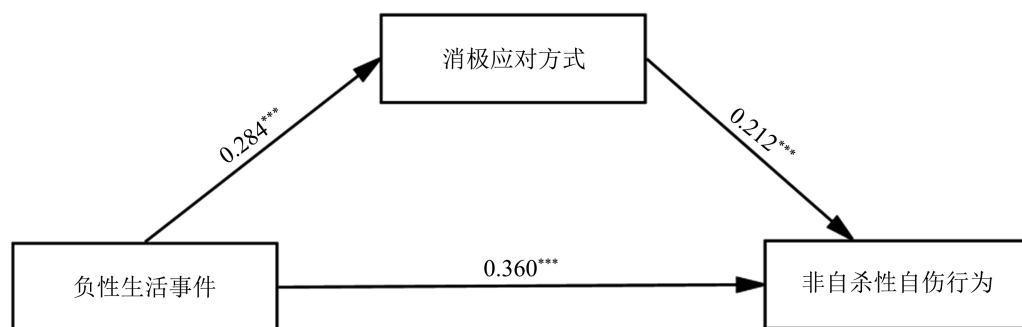 消极应对方式
0.284***
0.212***
负性生活事件
0.360***
非自杀性自伤行为